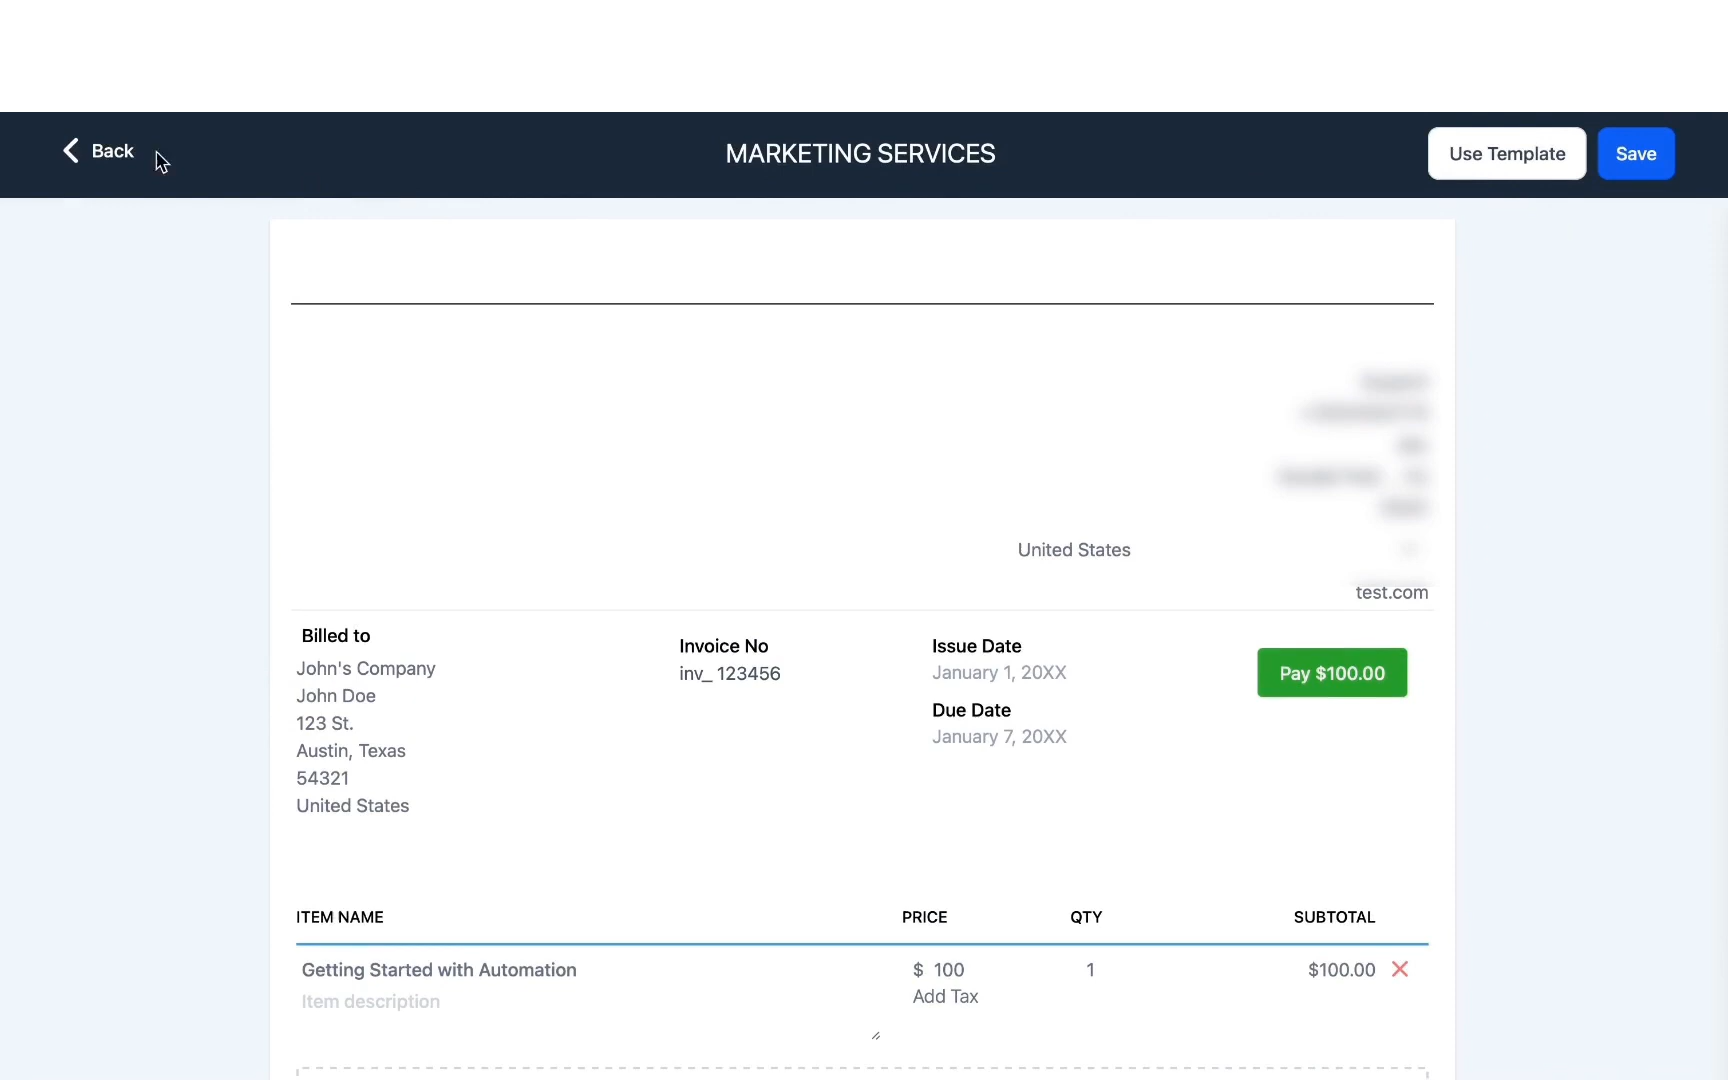 Back
MARKETING SERVICES
Use Template
Save
United States
test.com
Billed to
John's Company
John Doe
123 St.
Austin, Texas
54321
United States
Invoice No
inv_ 123456
Issue Date
January 1, 20XX
Due Date
January 7, 20XX
Pay $100.00
ITEM NAME PRICE QTY SUBTOTAL
Getting Started with Automation $ 100 1 $100.00
Item description Add Tax